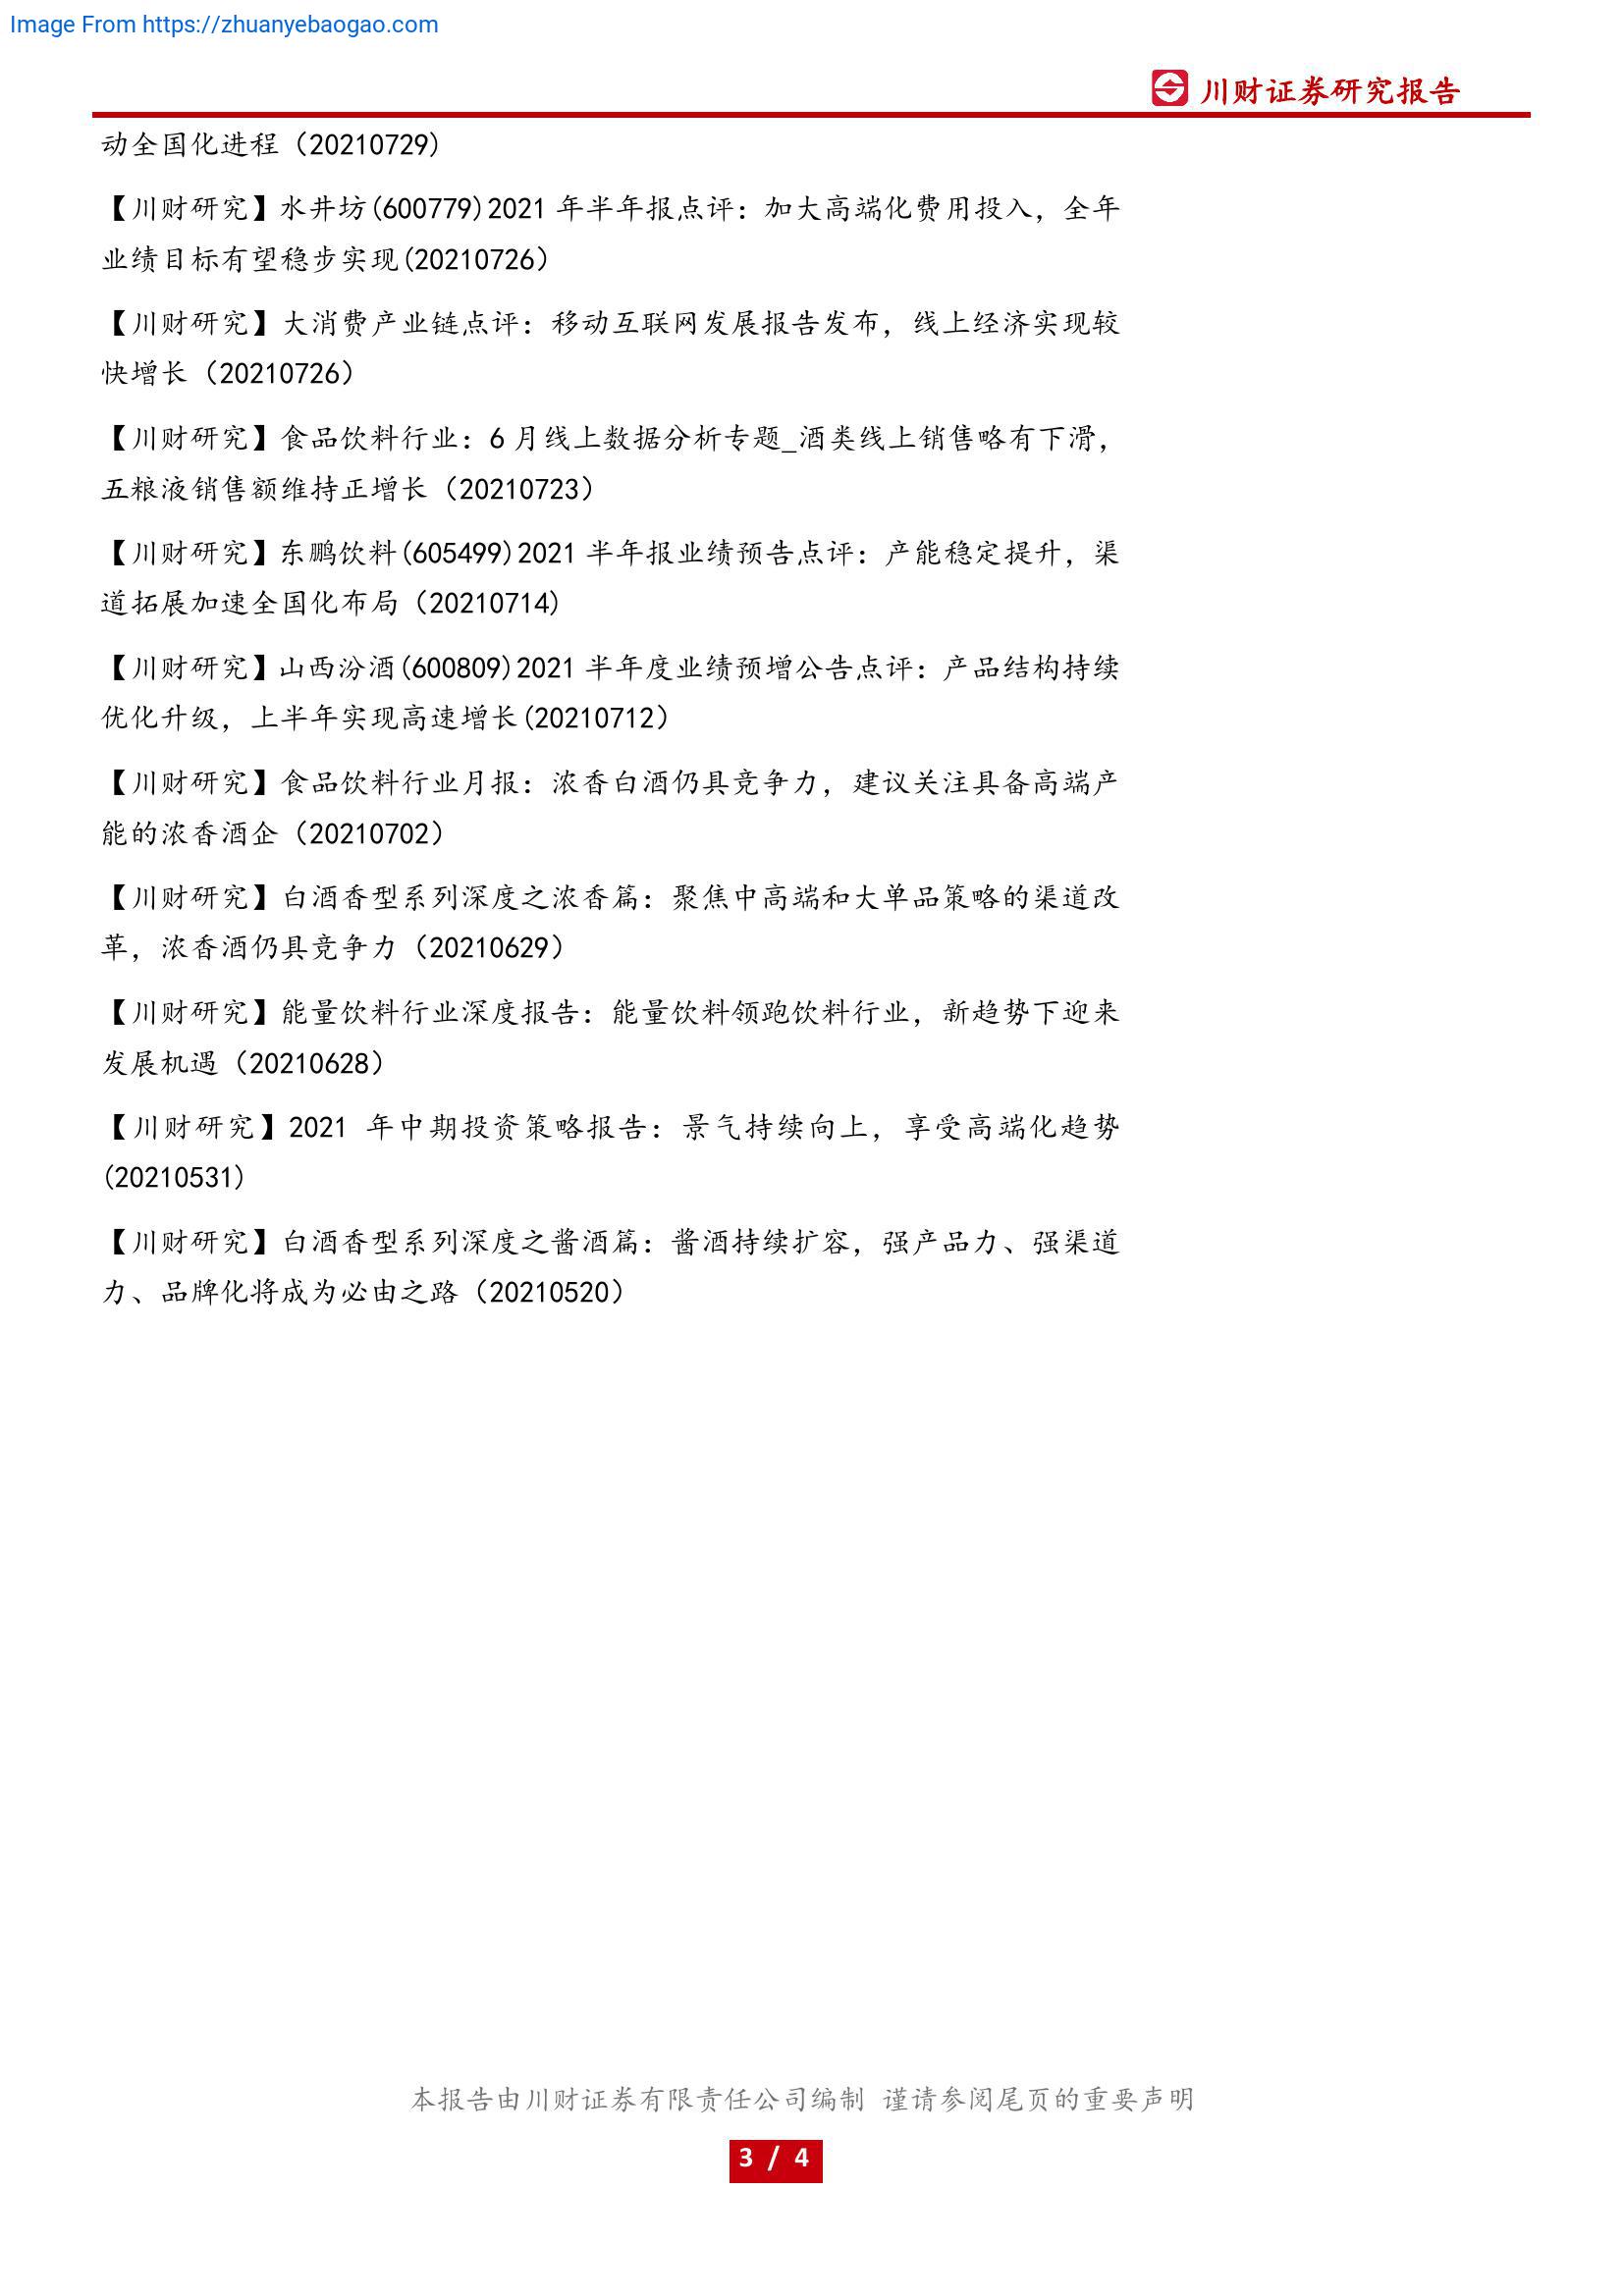 Image From https://zhuanyebaogao.com
川财证券研究报告
动全国化进程（20210729)
【川财研究】水井坊(600779)2021 年半年报点评：加大高端化费用投入，全年
业绩目标有望稳步实现(20210726）
【川财研究】大消费产业链点评：移动互联网发展报告发布，线上经济实现较
快增长（20210726）
【川财研究】食品饮料行业：6 月线上数据分析专题_酒类线上销售略有下滑，
五粮液销售额维持正增长（20210723）
【川财研究】东鹏饮料(605499)2021 半年报业绩预告点评：产能稳定提升，渠
道拓展加速全国化布局（20210714)
【川财研究】山西汾酒(600809)2021 半年度业绩预增公告点评：产品结构持续
优化升级，上半年实现高速增长(20210712）
【川财研究】食品饮料行业月报：浓香白酒仍具竞争力，建议关注具备高端产
能的浓香酒企（20210702）
【川财研究】白酒香型系列深度之浓香篇：聚焦中高端和大单品策略的渠道改
革，浓香酒仍具竞争力（20210629）
【川财研究】能量饮料行业深度报告：能量饮料领跑饮料行业，新趋势下迎来
发展机遇（20210628）
【川财研究】2021 年中期投资策略报告：景气持续向上，享受高端化趋势
(20210531)
【川财研究】白酒香型系列深度之酱酒篇：酱酒持续扩容，强产品力、强渠道
力、品牌化将成为必由之路（20210520）
本报告由川财证券有限责任公司编制 谨请参阅尾页的重要声明
3 / 4